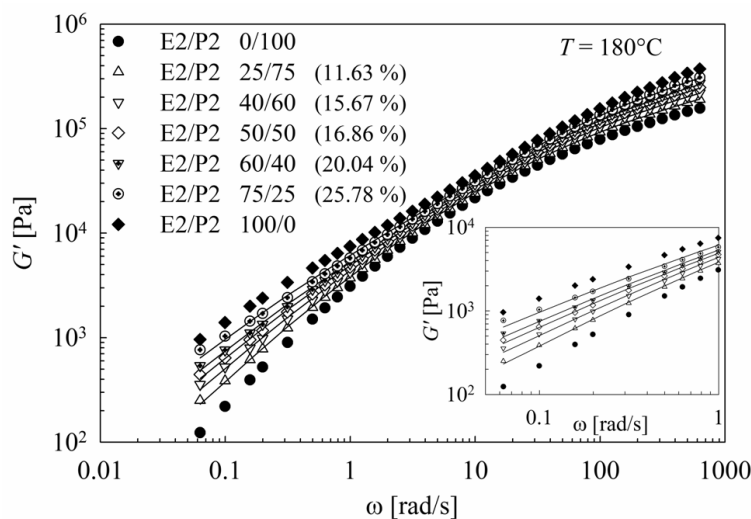 10⁶
E2/P2 0/100
T = 180°C
E2/P2 25/75 (11.63 %)
E2/P2 40/60 (15.67 %)
10⁵
E2/P2 50/50 (16.86 %)
E2/P2 60/40 (20.04 %)
E2/P2 75/25 (25.78 %)
E2/P2 100/0
G′ [Pa]
10⁴
10³
10²
0.01
0.1
1
10
100
1000
ω [rad/s]
10⁴
G′ [Pa]
10³
10²
0.1
1
ω [rad/s]